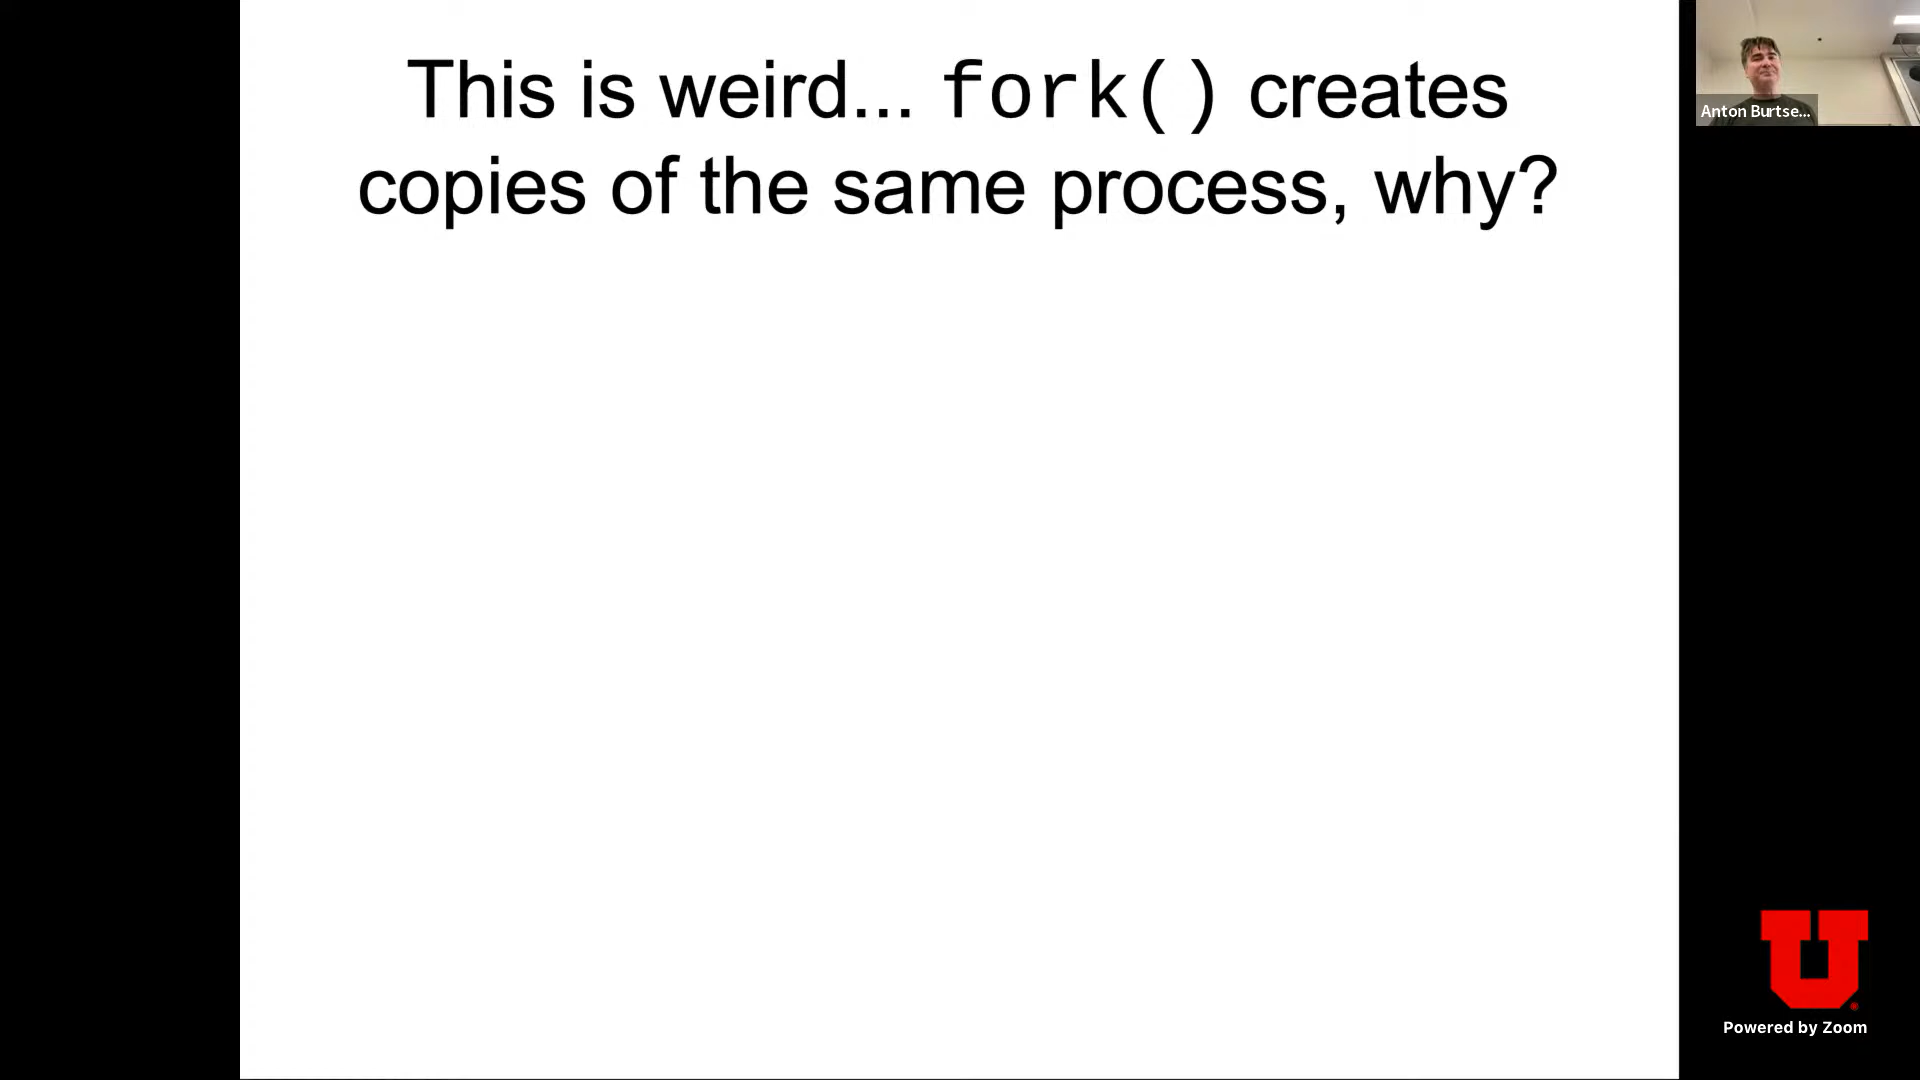 This is weird... fork() creates
copies of the same process, why?
Anton Burtse...
U
Powered by Zoom